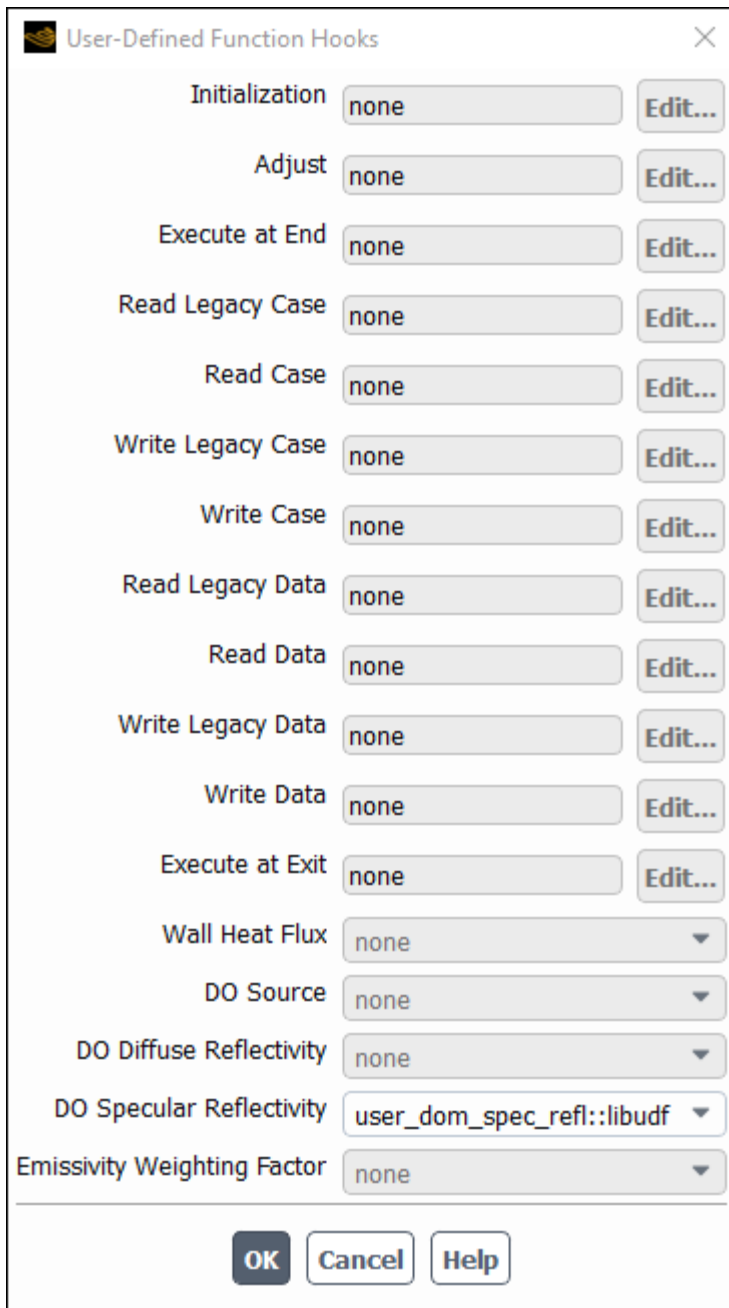 User-Defined Function Hooks
Initialization none Edit...
Adjust none Edit...
Execute at End none Edit...
Read Legacy Case none Edit...
Read Case none Edit...
Write Legacy Case none Edit...
Write Case none Edit...
Read Legacy Data none Edit...
Read Data none Edit...
Write Legacy Data none Edit...
Write Data none Edit...
Execute at Exit none Edit...
Wall Heat Flux none
DO Source none
DO Diffuse Reflectivity none
DO Specular Reflectivity user_dom_spec_refl::libudf
Emissivity Weighting Factor none
OK Cancel Help